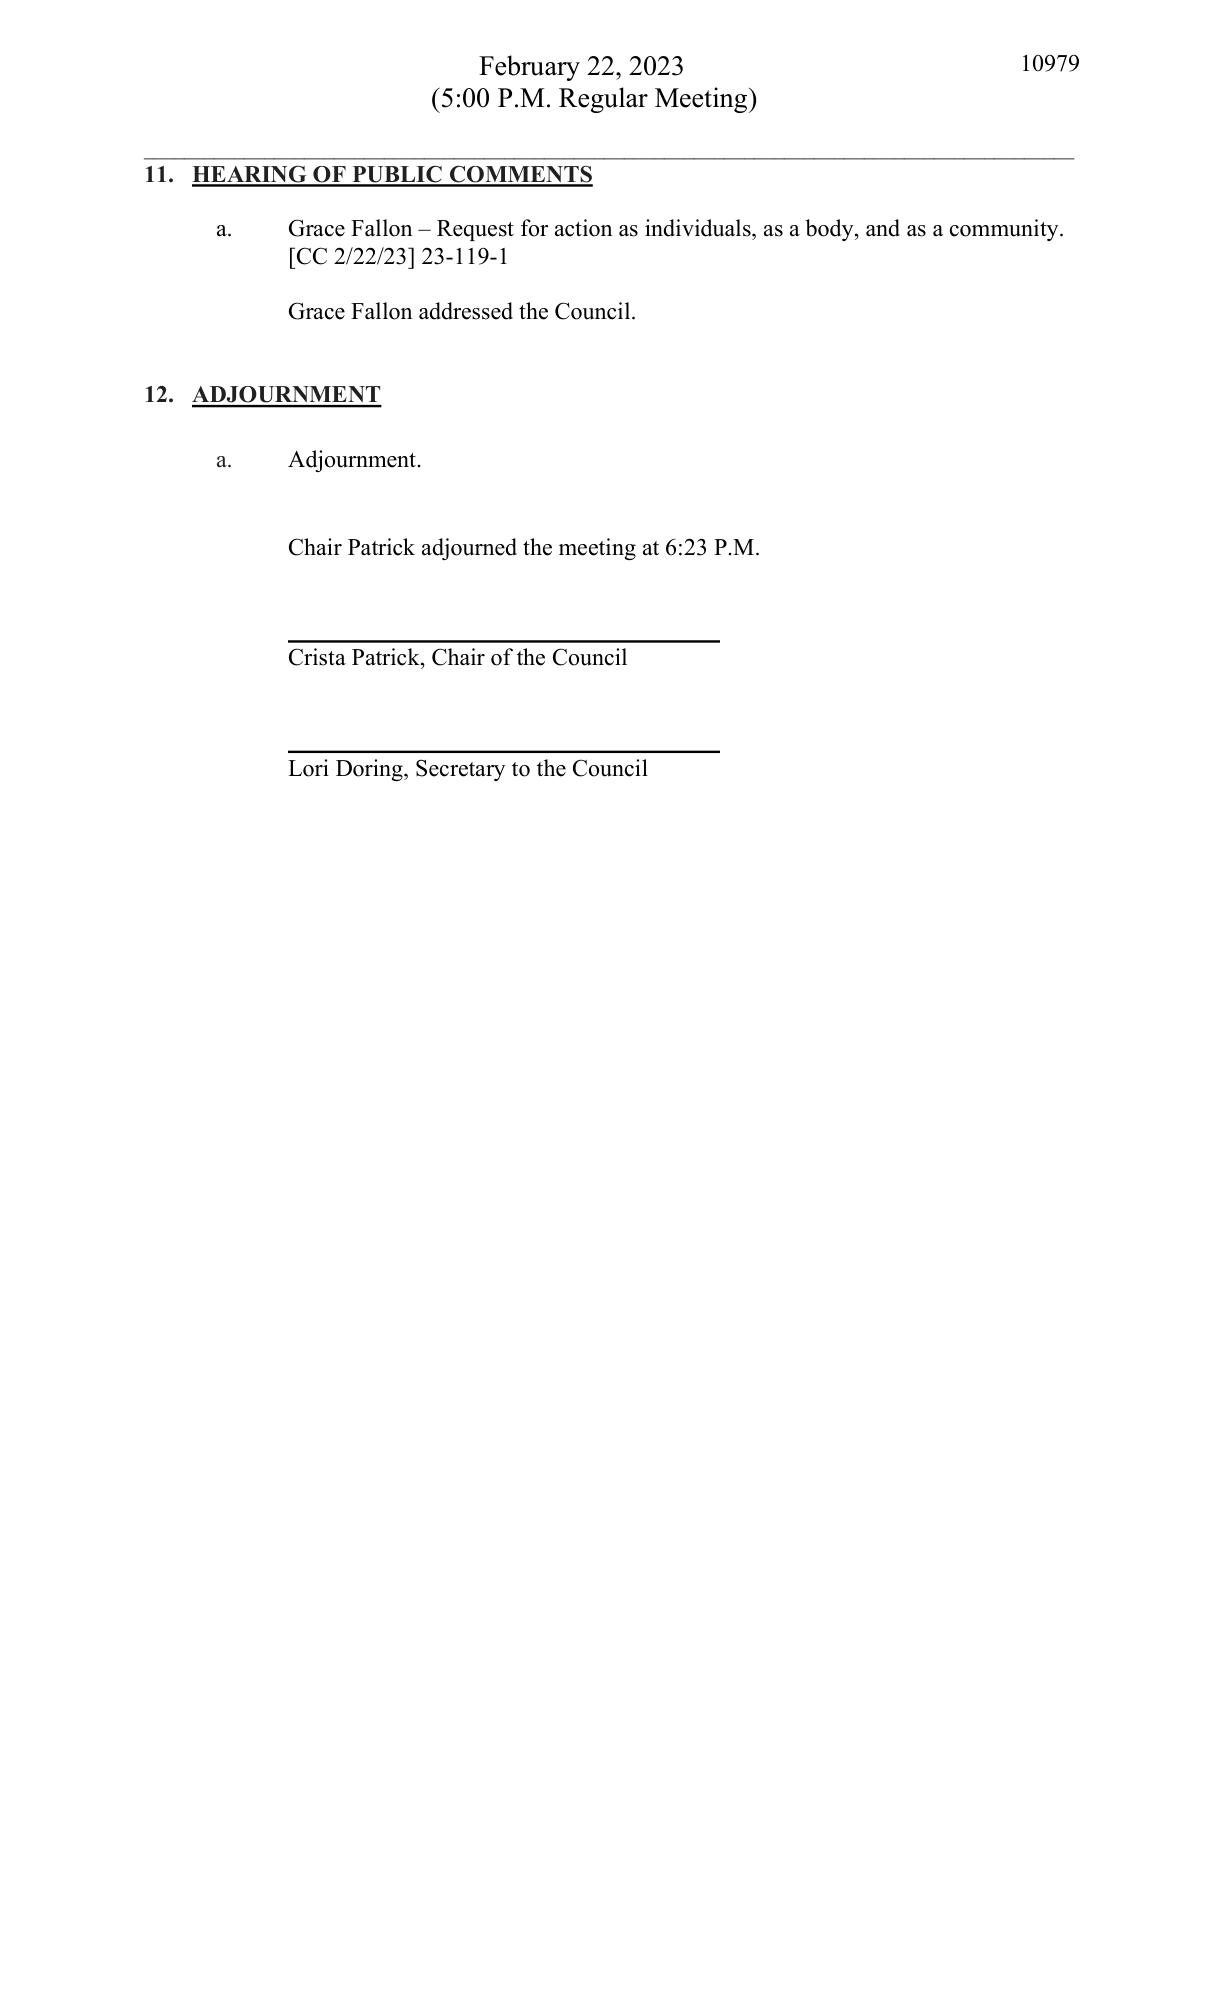 February 22, 2023
10979
(5:00 P.M. Regular Meeting)
11. HEARING OF PUBLIC COMMENTS
a. Grace Fallon – Request for action as individuals, as a body, and as a community.
[CC 2/22/23] 23-119-1
Grace Fallon addressed the Council.
12. ADJOURNMENT
a. Adjournment.
Chair Patrick adjourned the meeting at 6:23 P.M.
Crista Patrick, Chair of the Council
Lori Doring, Secretary to the Council